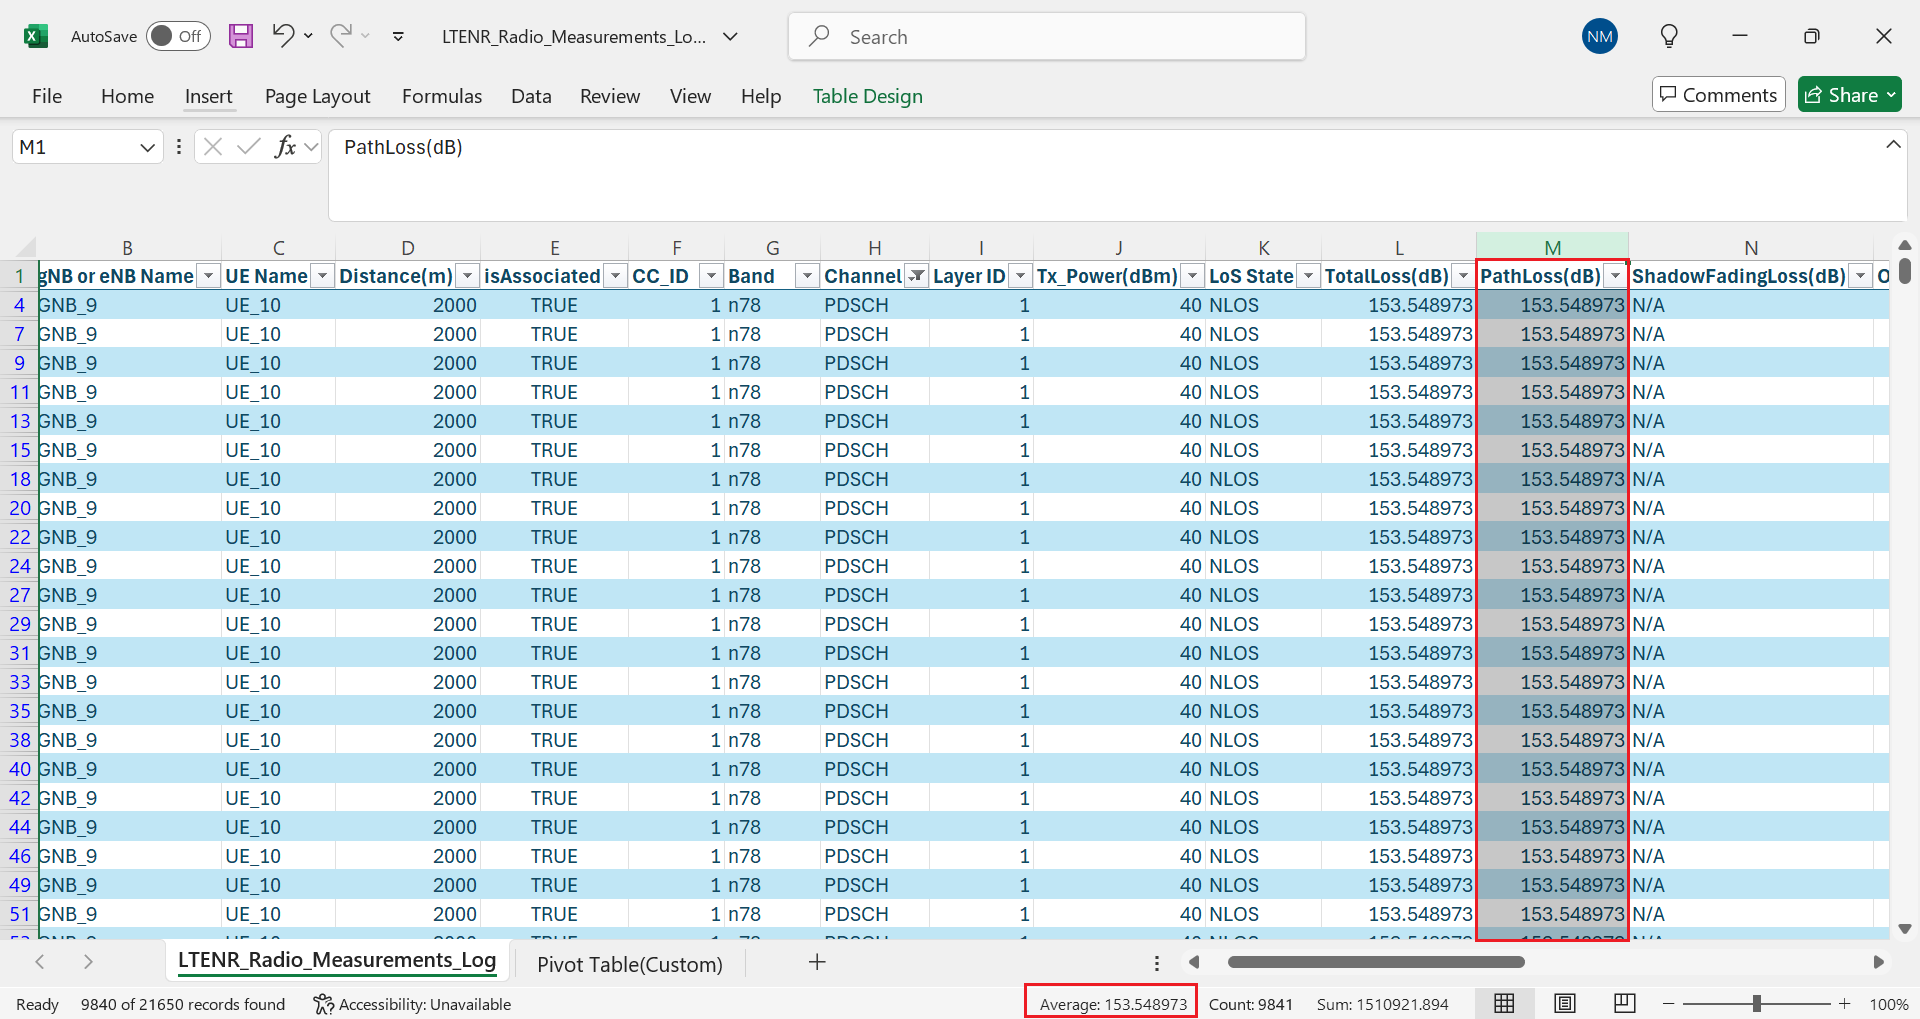 AutoSave Off LTENR_Radio_Measurements_Lo... Search NM
File Home Insert Page Layout Formulas Data Review View Help Table Design Comments Share
M1 fx PathLoss(dB)
B C D E F G H I J K L M N
1 gNB or eNB Name UE Name Distance(m) isAssociated CC_ID Band Channel Layer ID Tx_Power(dBm) LoS State TotalLoss(dB) PathLoss(dB) ShadowFadingLoss(dB) O
4 GNB_9 UE_10 2000 TRUE 1 n78 PDSCH 1 40 NLOS 153.548973 153.548973 N/A
7 GNB_9 UE_10 2000 TRUE 1 n78 PDSCH 1 40 NLOS 153.548973 153.548973 N/A
9 GNB_9 UE_10 2000 TRUE 1 n78 PDSCH 1 40 NLOS 153.548973 153.548973 N/A
11 GNB_9 UE_10 2000 TRUE 1 n78 PDSCH 1 40 NLOS 153.548973 153.548973 N/A
13 GNB_9 UE_10 2000 TRUE 1 n78 PDSCH 1 40 NLOS 153.548973 153.548973 N/A
15 GNB_9 UE_10 2000 TRUE 1 n78 PDSCH 1 40 NLOS 153.548973 153.548973 N/A
18 GNB_9 UE_10 2000 TRUE 1 n78 PDSCH 1 40 NLOS 153.548973 153.548973 N/A
20 GNB_9 UE_10 2000 TRUE 1 n78 PDSCH 1 40 NLOS 153.548973 153.548973 N/A
22 GNB_9 UE_10 2000 TRUE 1 n78 PDSCH 1 40 NLOS 153.548973 153.548973 N/A
24 GNB_9 UE_10 2000 TRUE 1 n78 PDSCH 1 40 NLOS 153.548973 153.548973 N/A
27 GNB_9 UE_10 2000 TRUE 1 n78 PDSCH 1 40 NLOS 153.548973 153.548973 N/A
29 GNB_9 UE_10 2000 TRUE 1 n78 PDSCH 1 40 NLOS 153.548973 153.548973 N/A
31 GNB_9 UE_10 2000 TRUE 1 n78 PDSCH 1 40 NLOS 153.548973 153.548973 N/A
33 GNB_9 UE_10 2000 TRUE 1 n78 PDSCH 1 40 NLOS 153.548973 153.548973 N/A
35 GNB_9 UE_10 2000 TRUE 1 n78 PDSCH 1 40 NLOS 153.548973 153.548973 N/A
38 GNB_9 UE_10 2000 TRUE 1 n78 PDSCH 1 40 NLOS 153.548973 153.548973 N/A
40 GNB_9 UE_10 2000 TRUE 1 n78 PDSCH 1 40 NLOS 153.548973 153.548973 N/A
42 GNB_9 UE_10 2000 TRUE 1 n78 PDSCH 1 40 NLOS 153.548973 153.548973 N/A
44 GNB_9 UE_10 2000 TRUE 1 n78 PDSCH 1 40 NLOS 153.548973 153.548973 N/A
46 GNB_9 UE_10 2000 TRUE 1 n78 PDSCH 1 40 NLOS 153.548973 153.548973 N/A
49 GNB_9 UE_10 2000 TRUE 1 n78 PDSCH 1 40 NLOS 153.548973 153.548973 N/A
51 GNB_9 UE_10 2000 TRUE 1 n78 PDSCH 1 40 NLOS 153.548973 153.548973 N/A
LTENR_Radio_Measurements_Log Pivot Table(Custom)
Ready 9840 of 21650 records found Accessibility: Unavailable Average: 153.548973 Count: 9841 Sum: 1510921.894 100%